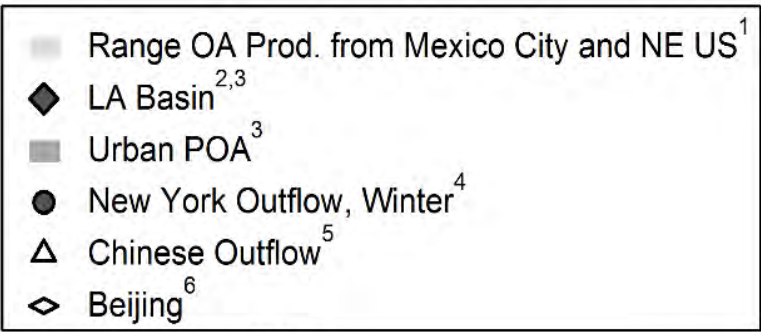 Range OA Prod. from Mexico City and NE US¹
LA Basin²,³
Urban POA³
New York Outflow, Winter⁴
Chinese Outflow⁵
Beijing⁶